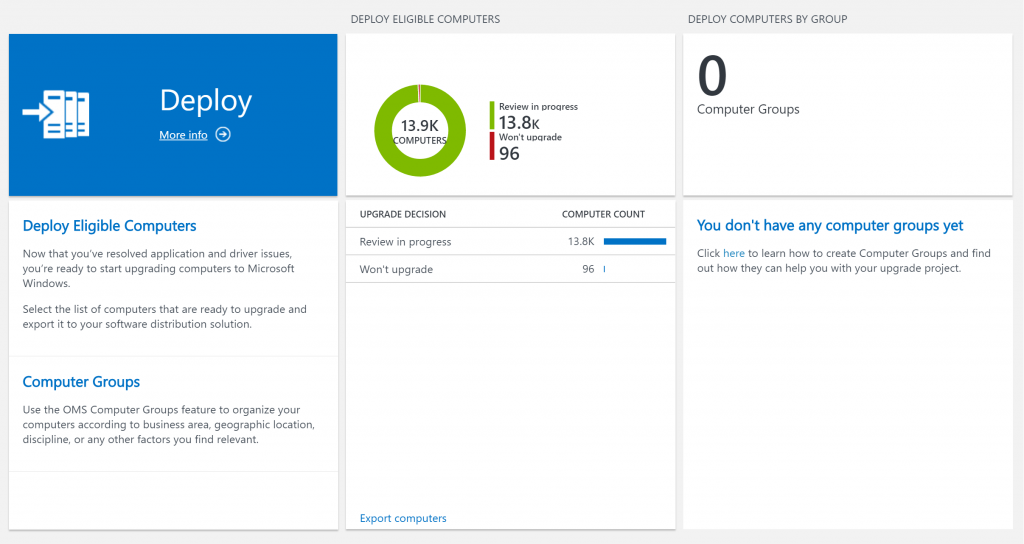 DEPLOY ELIGIBLE COMPUTERS
DEPLOY COMPUTERS BY GROUP
Deploy
More info
Deploy Eligible Computers
Now that you've resolved application and driver issues,
you're ready to start upgrading computers to Microsoft
Windows.
Select the list of computers that are ready to upgrade and
export it to your software distribution solution.
Computer Groups
Use the OMS Computer Groups feature to organize your
computers according to business area, geographic location,
discipline, or any other factors you find relevant.
13.9K
COMPUTERS
Review in progress
13.8K
Won't upgrade
96
UPGRADE DECISION COMPUTER COUNT
Review in progress 13.8K
Won't upgrade 96
Export computers
0
Computer Groups
You don't have any computer groups yet
Click here to learn how to create Computer Groups and find
out how they can help you with your upgrade project.